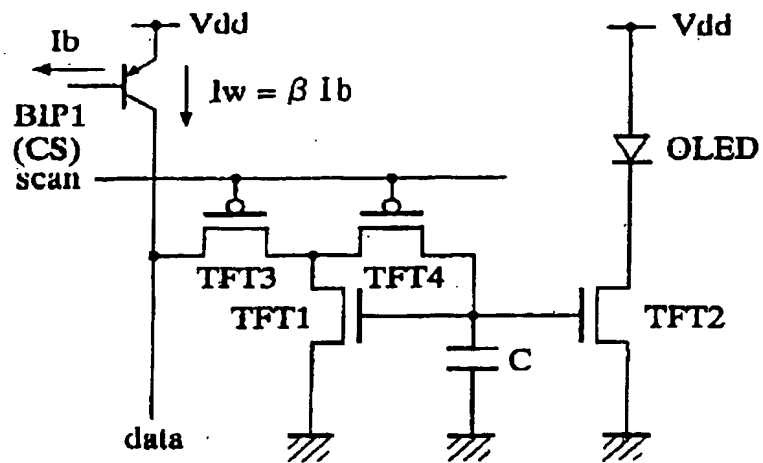 Vdd
Vdd
Ib
Iw = β Ib
BIP1
(CS)
OLED
scan
TFT3
TFT4
TFT1
TFT2
C
data